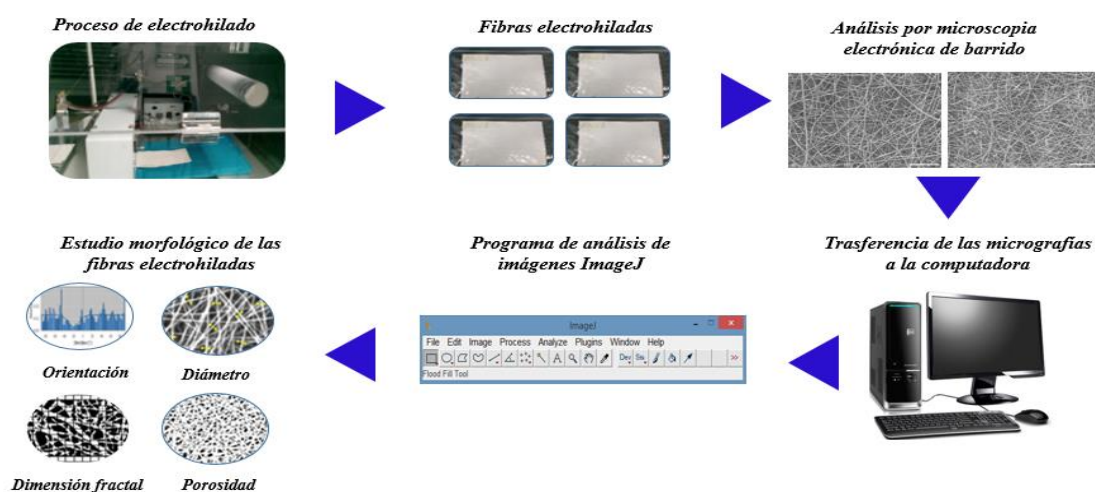 Proceso de electrohilado
Fibras electrohiladas
Análisis por microscopia
electrónica de barrido
Trasferencia de las micrografías
a la computadora
Programa de análisis de
imágenes ImageJ
ImageJ
File Edit Image Process Analyze Plugins Window Help
Dev Stk
>>
Flood Fill Tool
Estudio morfológico de las
fibras electrohiladas
Orientación
Diámetro
Dimensión fractal
Porosidad